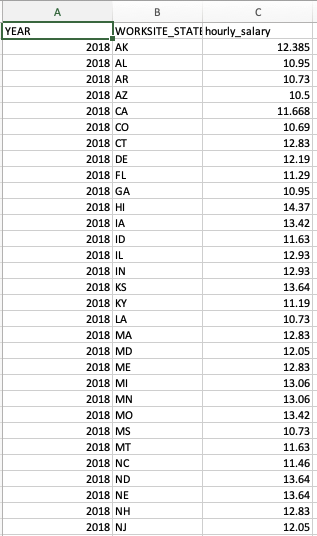 A B C
YEAR WORKSITE_STATE hourly_salary
2018 AK 12.385
2018 AL 10.95
2018 AR 10.73
2018 AZ 10.5
2018 CA 11.668
2018 CO 10.69
2018 CT 12.83
2018 DE 12.19
2018 FL 11.29
2018 GA 10.95
2018 HI 14.37
2018 IA 13.42
2018 ID 11.63
2018 IL 12.93
2018 IN 12.93
2018 KS 13.64
2018 KY 11.19
2018 LA 10.73
2018 MA 12.83
2018 MD 12.05
2018 ME 12.83
2018 MI 13.06
2018 MN 13.06
2018 MO 13.42
2018 MS 10.73
2018 MT 11.63
2018 NC 11.46
2018 ND 13.64
2018 NE 13.64
2018 NH 12.83
2018 NJ 12.05